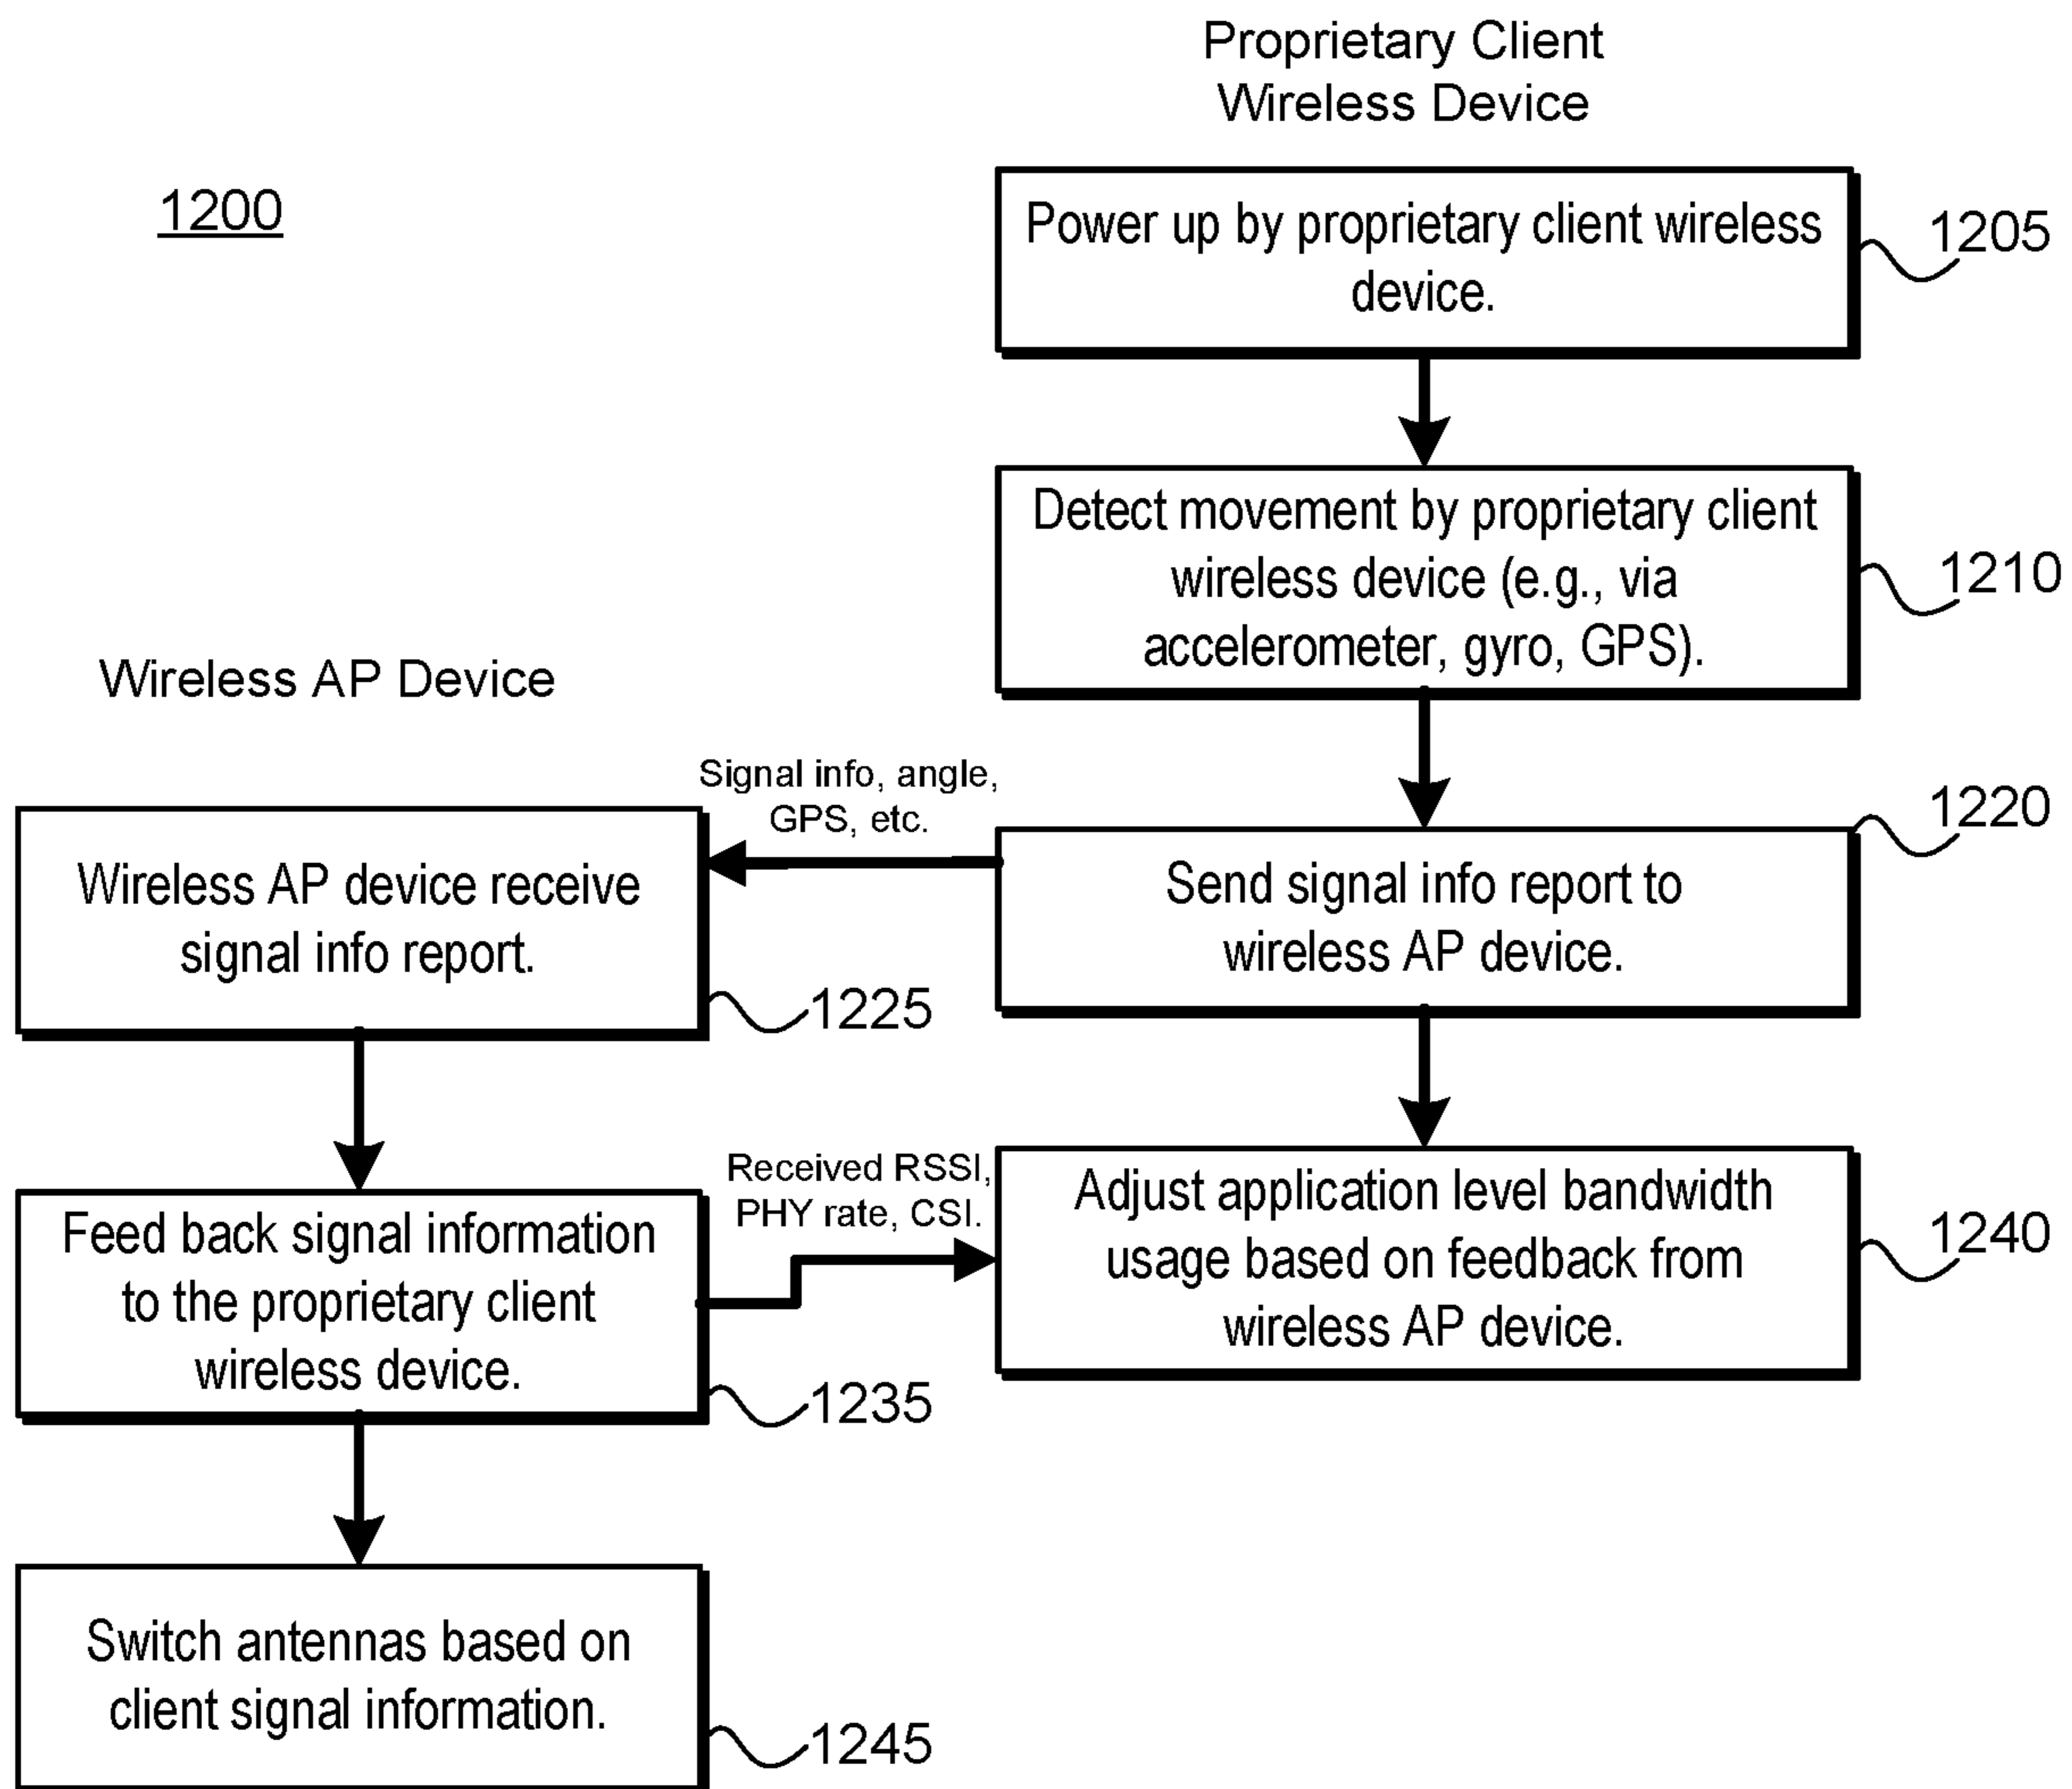 Proprietary Client
Wireless Device
1200
Power up by proprietary client wireless
device.
1205
Detect movement by proprietary client
wireless device (e.g., via
accelerometer, gyro, GPS).
1210
Wireless AP Device
Signal info, angle,
GPS, etc.
1220
Send signal info report to
wireless AP device.
Wireless AP device receive
signal info report.
1225
Received RSSI,
PHY rate, CSI.
Feed back signal information
to the proprietary client
wireless device.
1235
Adjust application level bandwidth
usage based on feedback from
wireless AP device.
1240
Switch antennas based on
client signal information.
1245